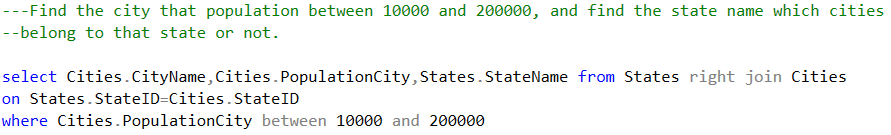 ---Find the city that population between 10000 and 200000, and find the state name which cities
--belong to that state or not.
select Cities.CityName,Cities.PopulationCity,States.StateName from States right join Cities
on States.StateID=Cities.StateID
where Cities.PopulationCity between 10000 and 200000